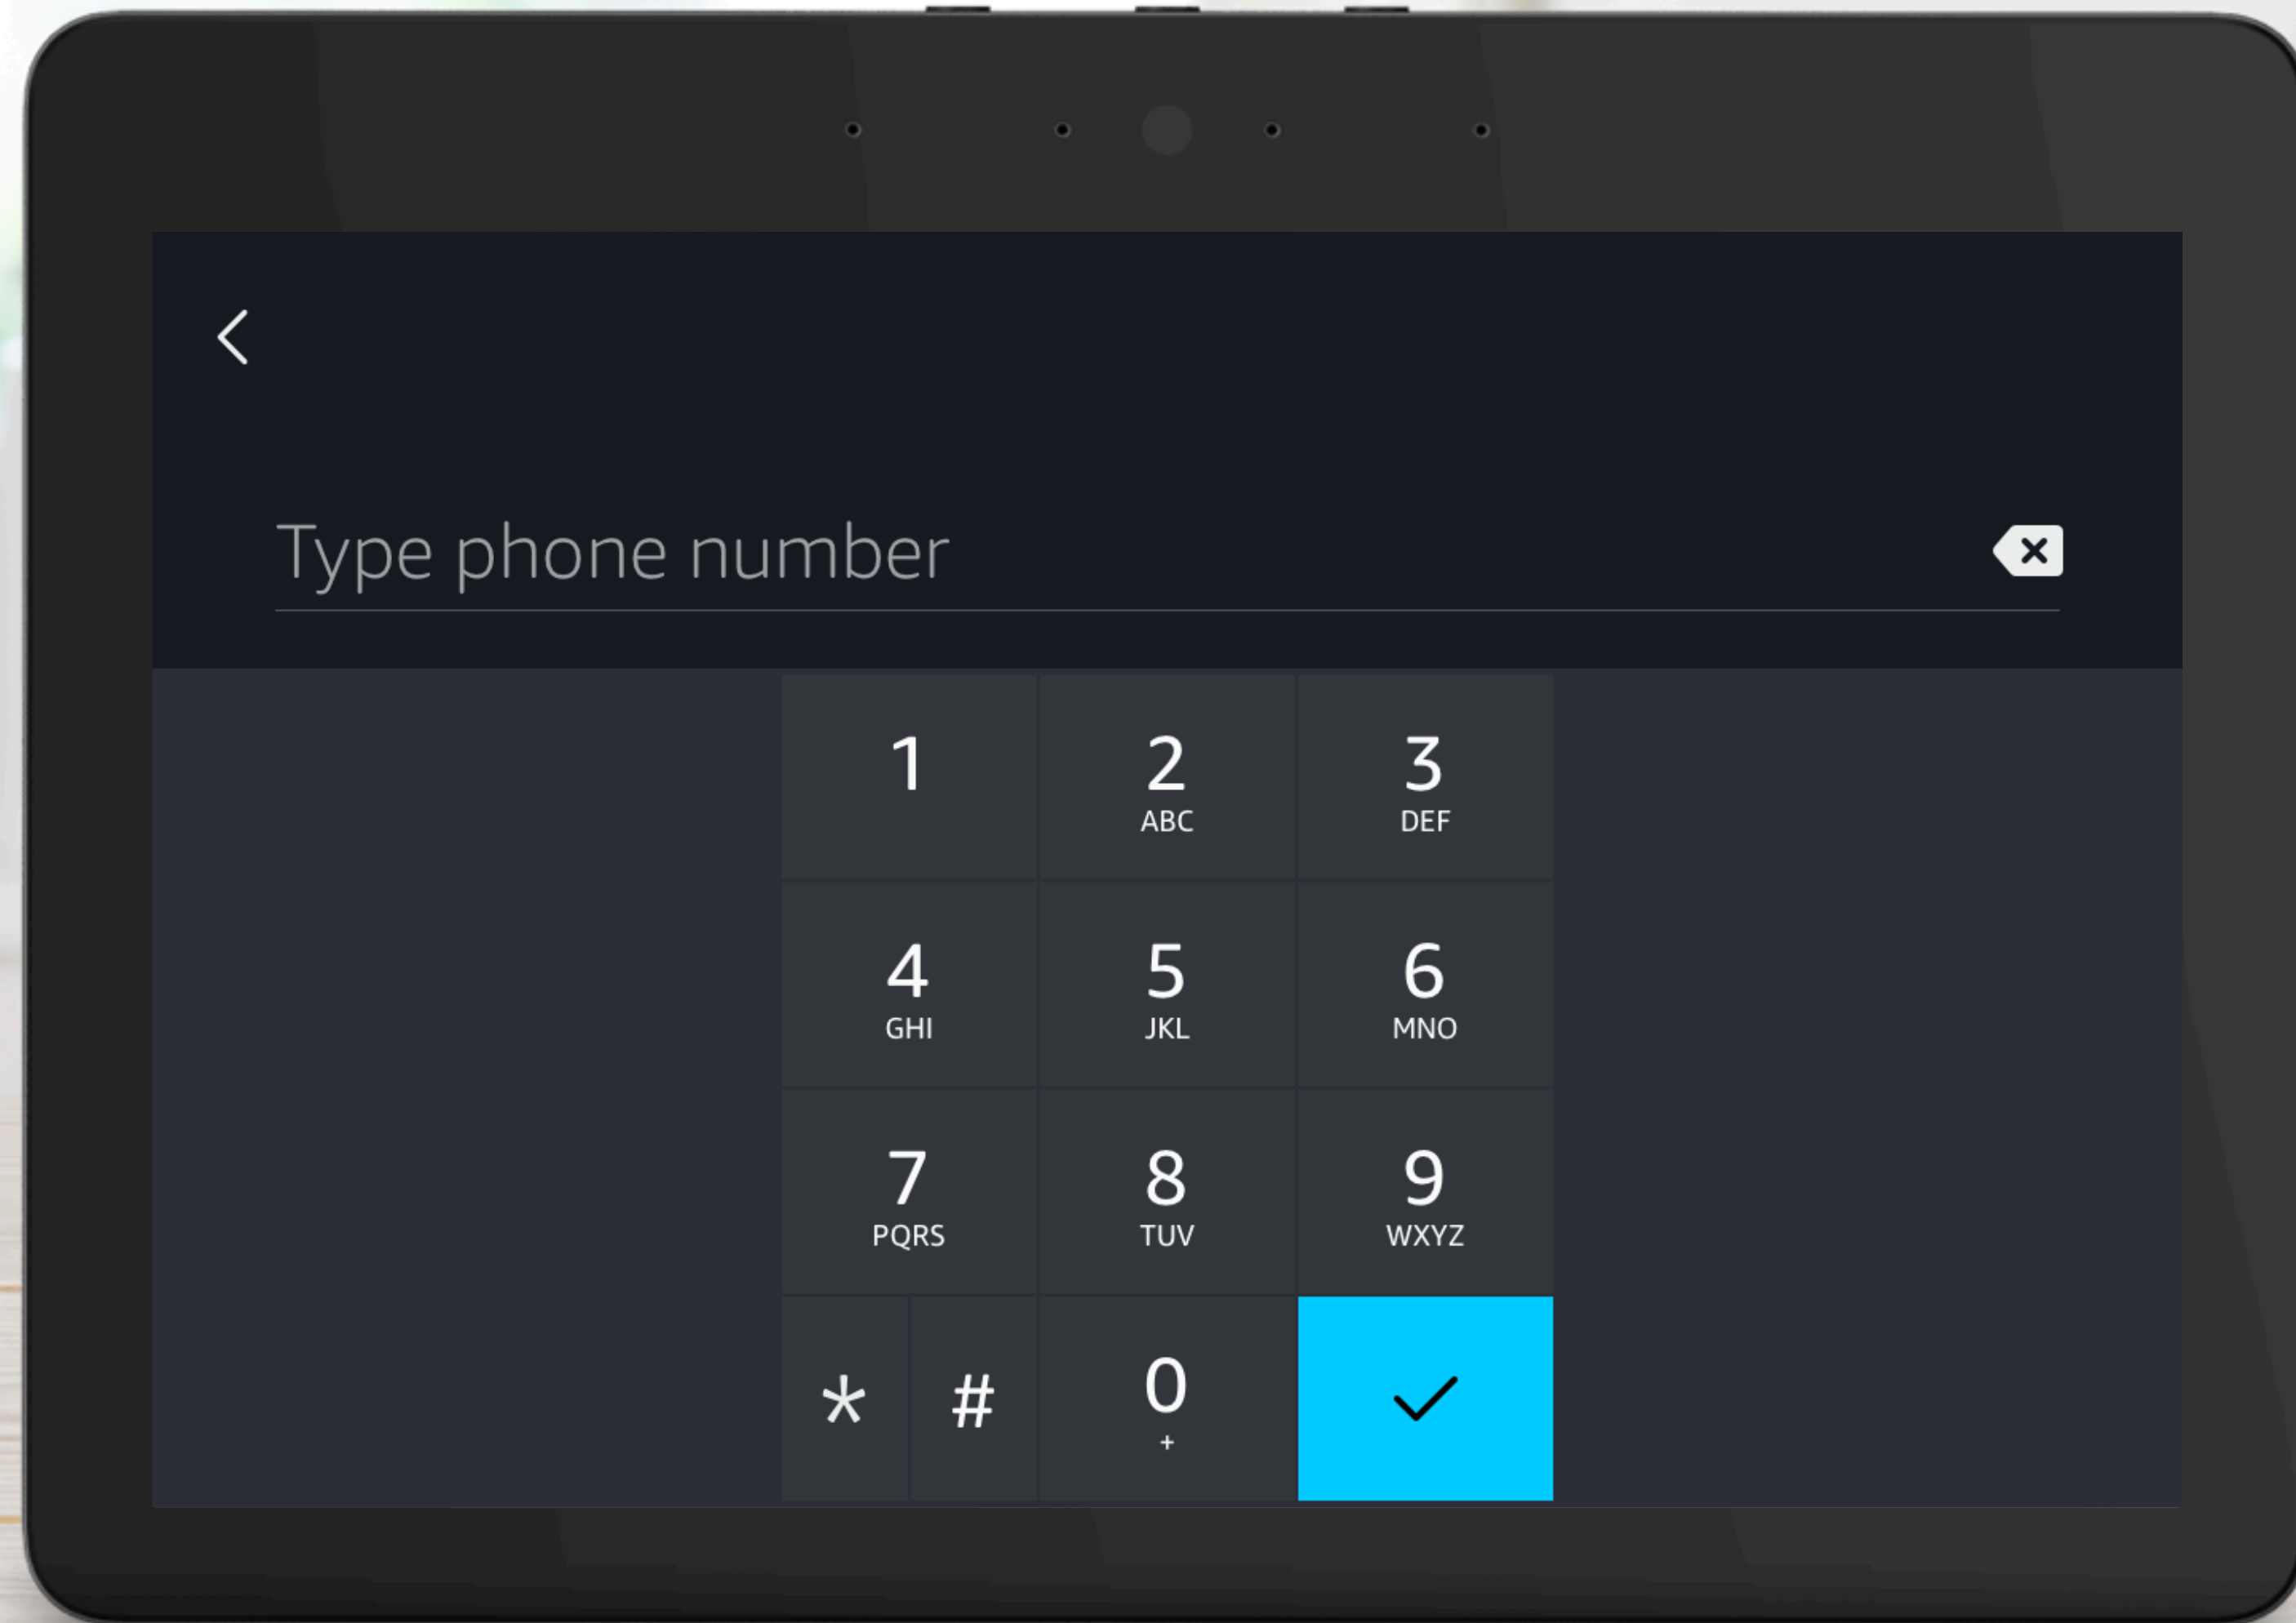 Type phone number
1 2 3
ABC DEF
4 5 6
GHI JKL MNO
7 8 9
PQRS TUV WXYZ
* # 0
+